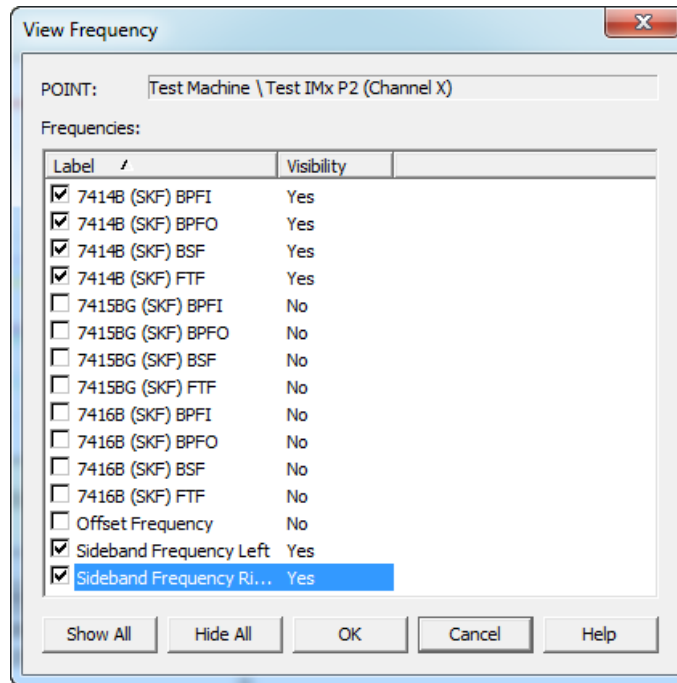 View Frequency
POINT: Test Machine \ Test IMx P2 (Channel X)
Frequencies:
Label Visibility
7414B (SKF) BPFI Yes
7414B (SKF) BPFO Yes
7414B (SKF) BSF Yes
7414B (SKF) FTF Yes
7415BG (SKF) BPFI No
7415BG (SKF) BPFO No
7415BG (SKF) BSF No
7415BG (SKF) FTF No
7416B (SKF) BPFI No
7416B (SKF) BPFO No
7416B (SKF) BSF No
7416B (SKF) FTF No
Offset Frequency No
Sideband Frequency Left Yes
Sideband Frequency Ri... Yes
Show All Hide All OK Cancel Help